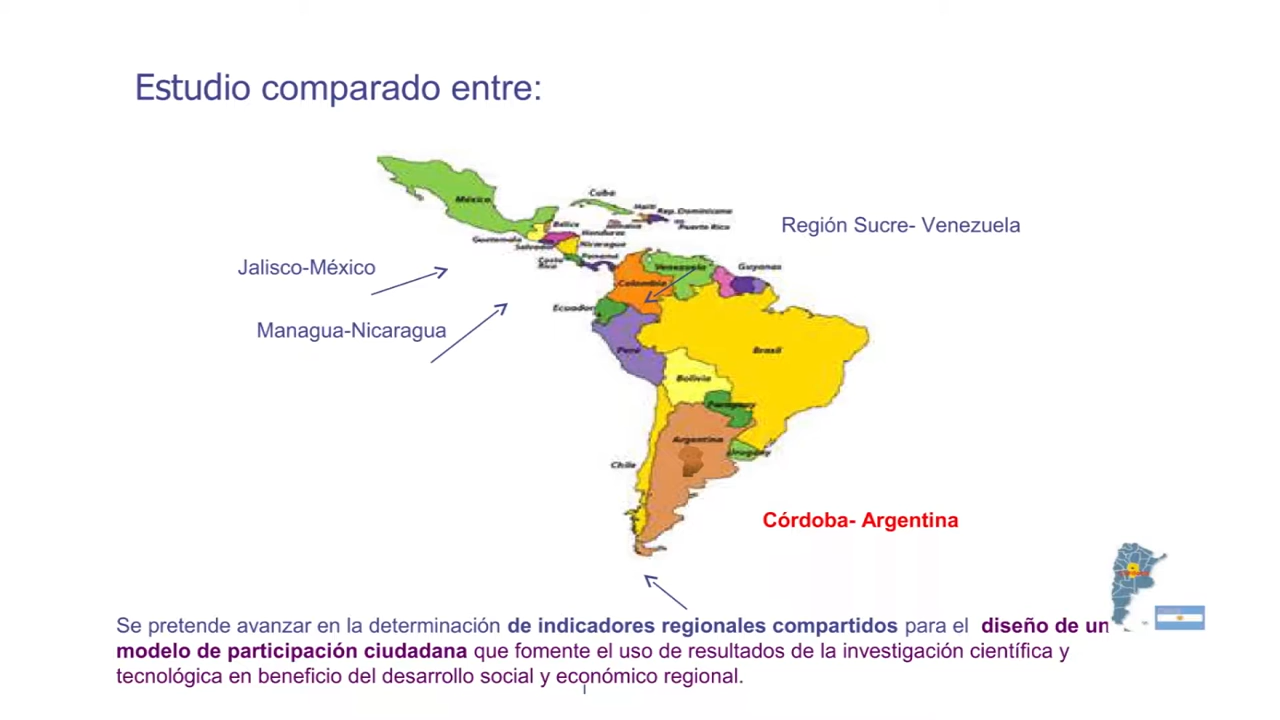 Estudio comparado entre:
México
Cuba
Haití
Rep. Dominicana
Puerto Rico
Belice
Honduras
Guatemala
Salvador
Nicaragua
Costa
Rica
Panamá
Región Sucre- Venezuela
Jalisco-México
Managua-Nicaragua
Venezuela
Guyanas
Colombia
Ecuador
Perú
Brasil
Bolivia
Paraguay
Argentina
Uruguay
Chile
Córdoba- Argentina
Se pretende avanzar en la determinación de indicadores regionales compartidos para el diseño de un
modelo de participación ciudadana que fomente el uso de resultados de la investigación científica y
tecnológica en beneficio del desarrollo social y económico regional.